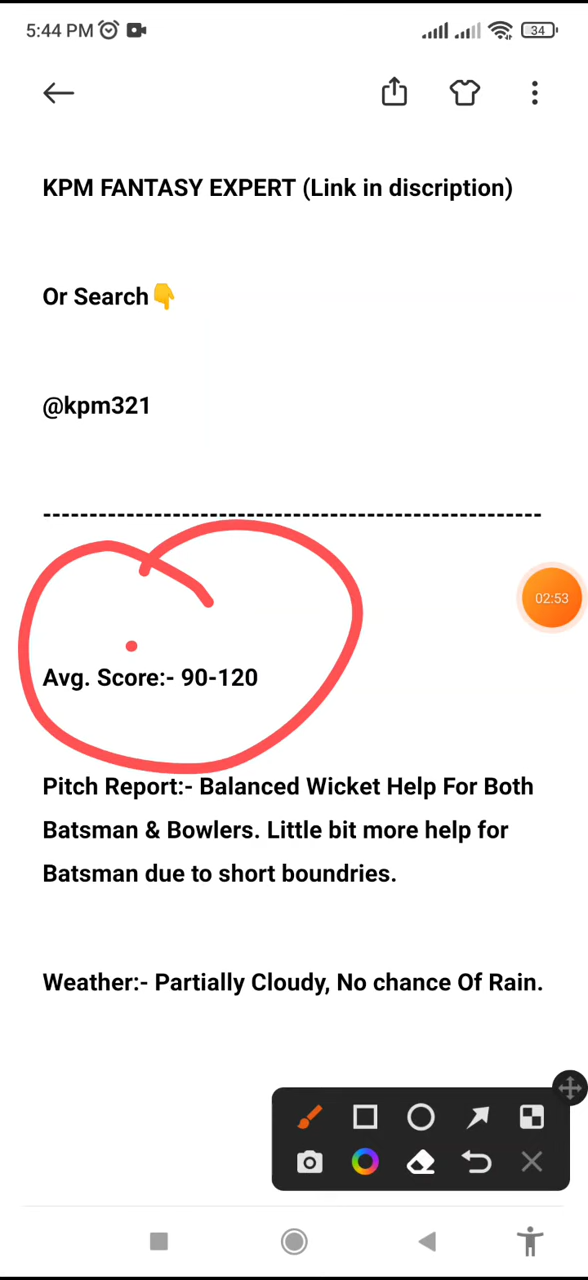 5:44 PM
34
KPM FANTASY EXPERT (Link in discription)
Or Search👇
@kpm321
------------------------------------------------------
02:53
Avg. Score:- 90-120
Pitch Report:- Balanced Wicket Help For Both
Batsman & Bowlers. Little bit more help for
Batsman due to short boundries.
Weather:- Partially Cloudy, No chance Of Rain.